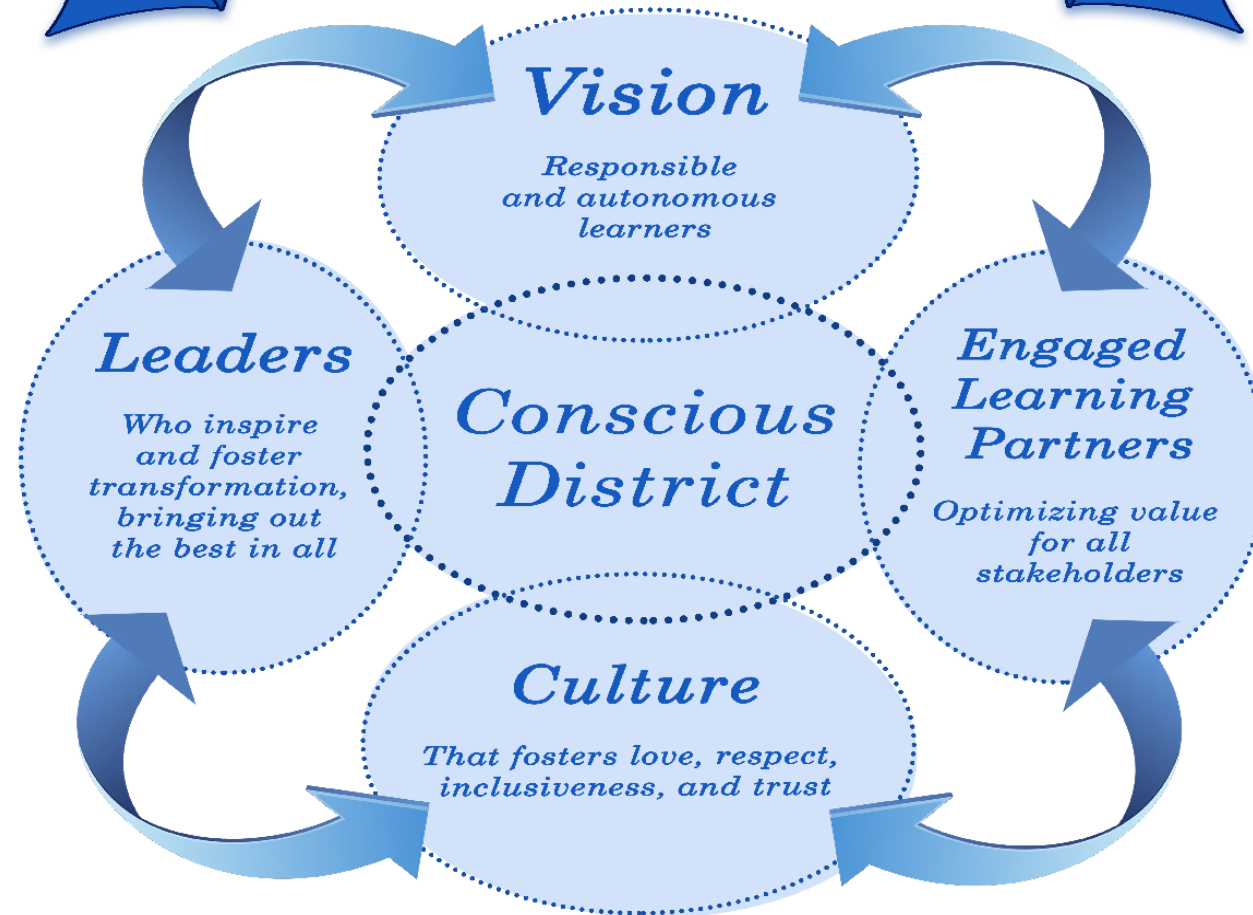 Vision
Responsible
and autonomous
learners
Leaders
Who inspire
and foster
transformation,
bringing out
the best in all
Conscious
District
Engaged
Learning
Partners
Optimizing value
for all
stakeholders
Culture
That fosters love, respect,
inclusiveness, and trust